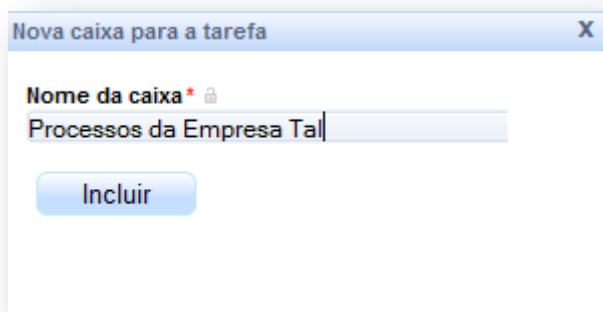 Nova caixa para a tarefa X
Nome da caixa*
Processos da Empresa Tal
Incluir